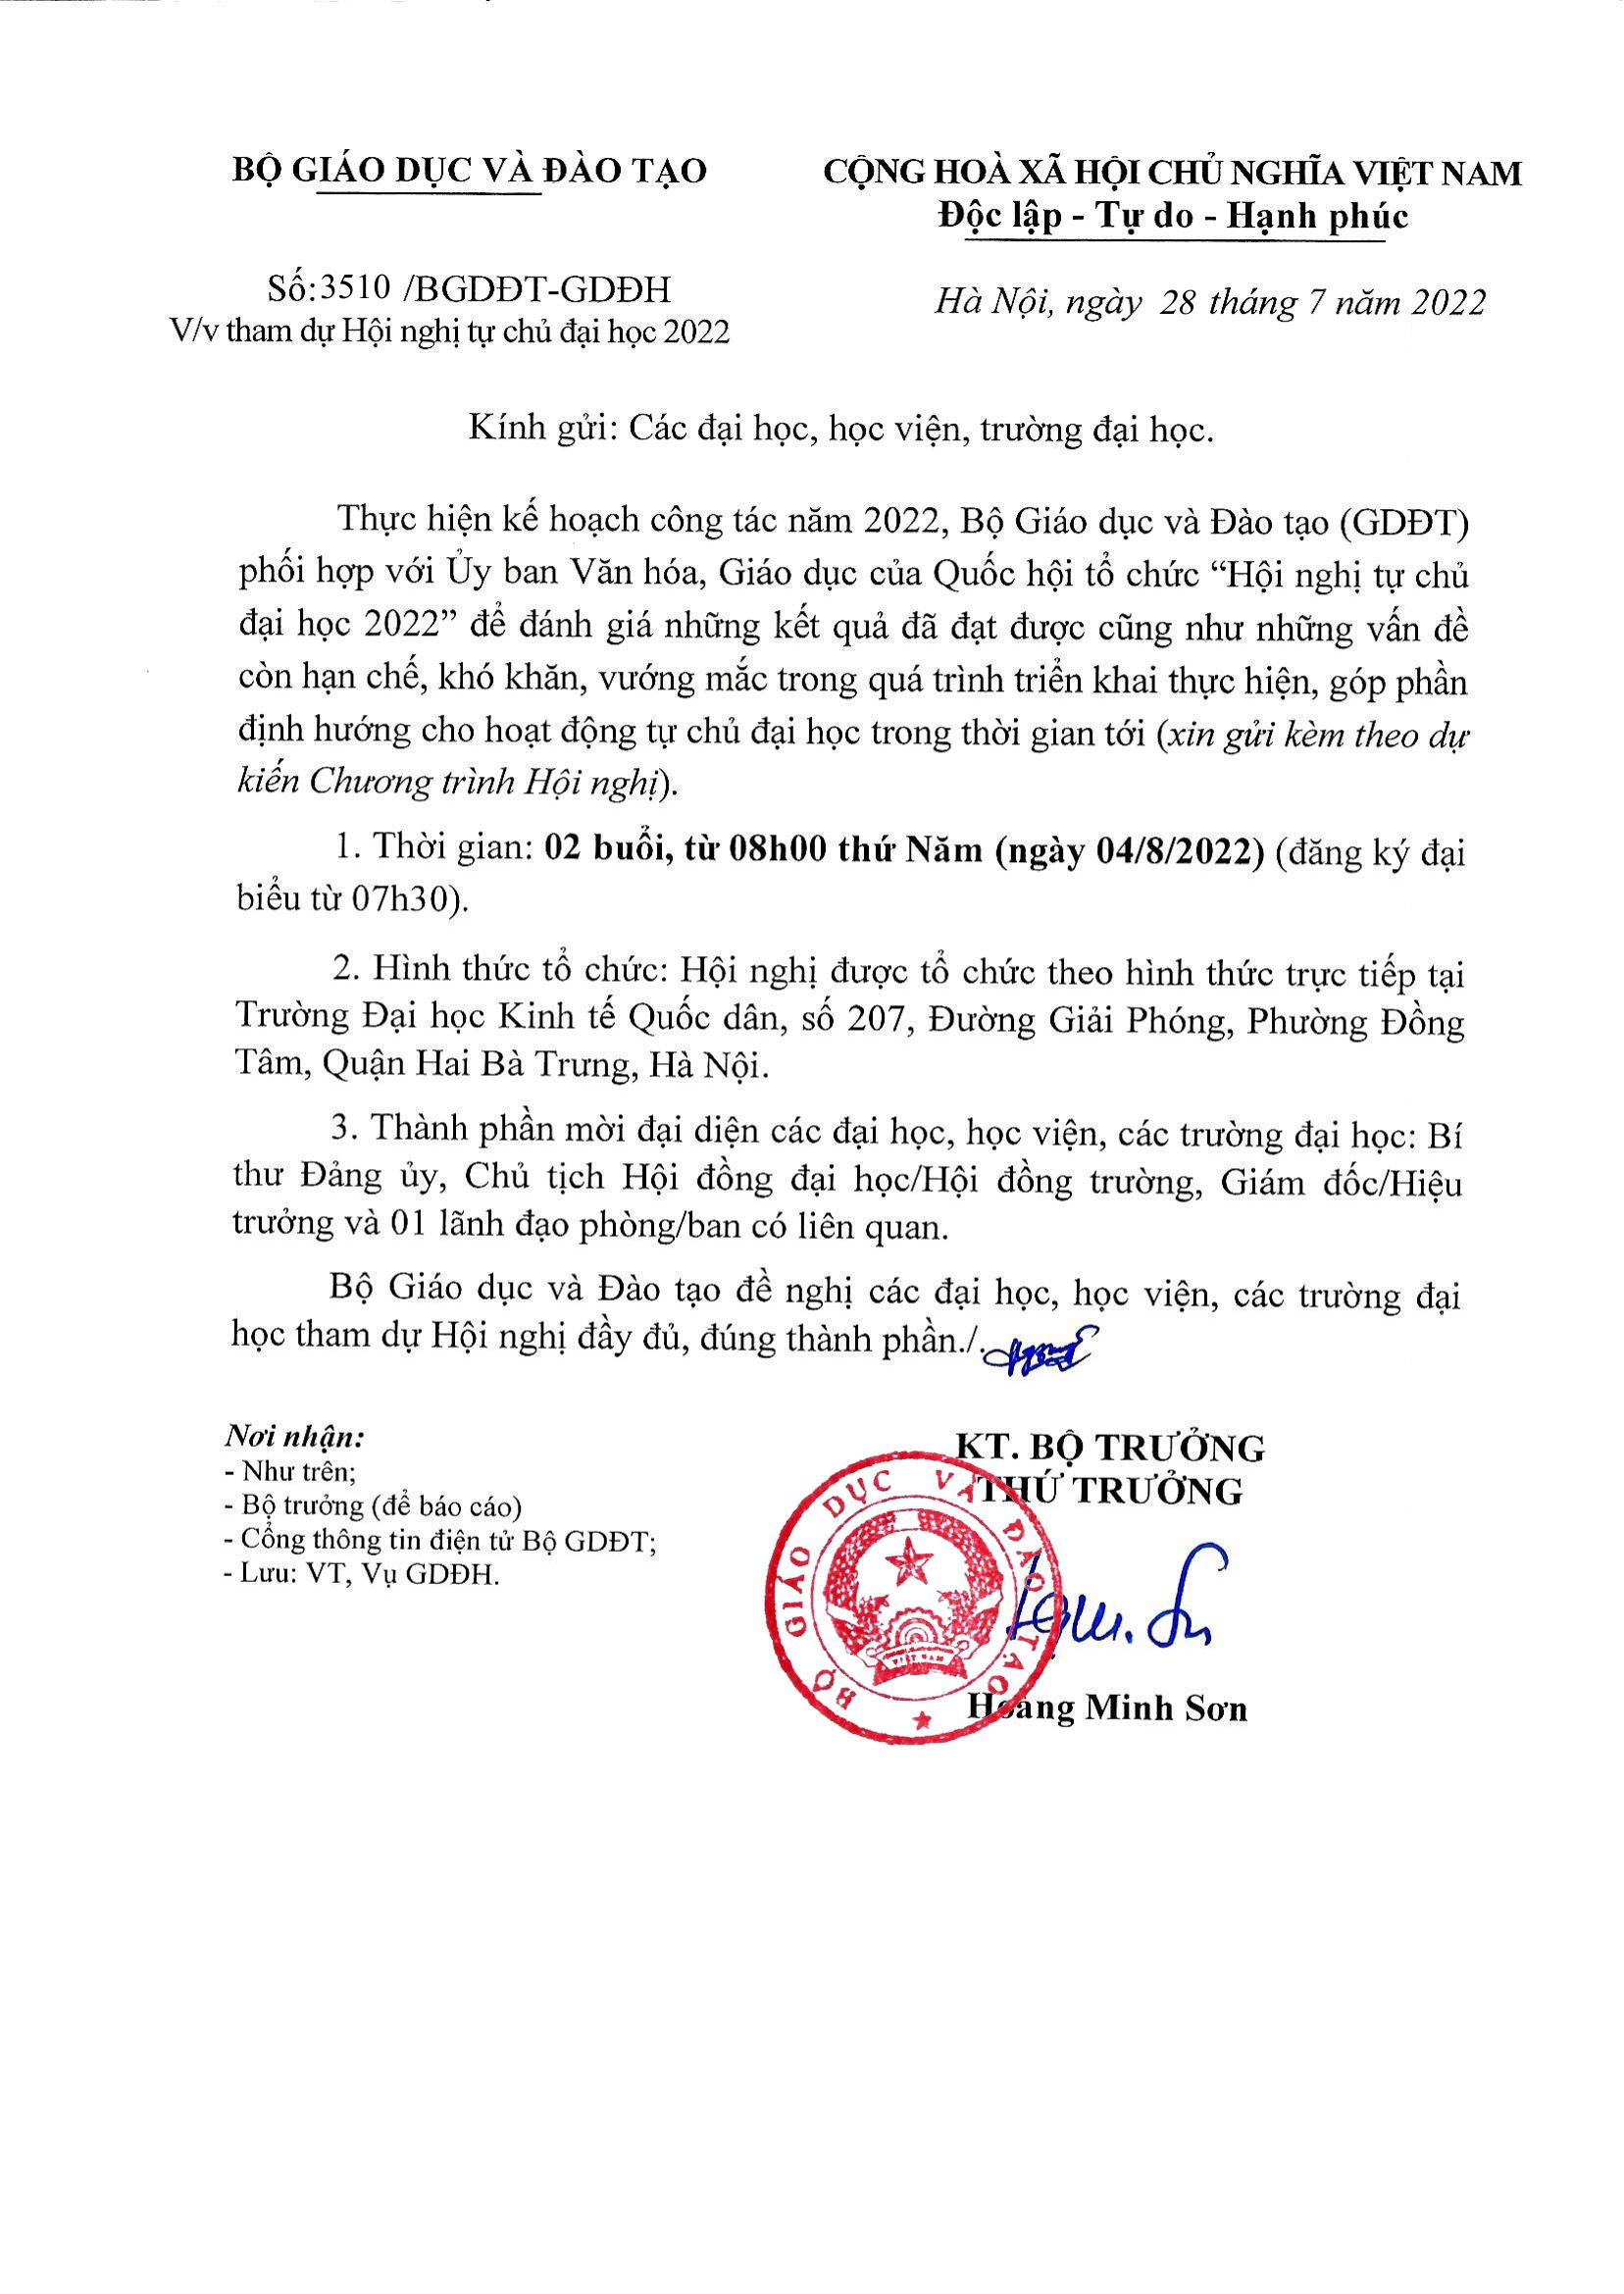 BỘ GIÁO DỤC VÀ ĐÀO TẠO
CỘNG HOÀ XÃ HỘI CHỦ NGHĨA VIỆT NAM
Độc lập - Tự do - Hạnh phúc
Số:3510 /BGDĐT-GDĐH
V/v tham dự Hội nghị tự chủ đại học 2022
Hà Nội, ngày 28 tháng 7 năm 2022
Kính gửi: Các đại học, học viện, trường đại học.
Thực hiện kế hoạch công tác năm 2022, Bộ Giáo dục và Đào tạo (GDĐT)
phối hợp với Ủy ban Văn hóa, Giáo dục của Quốc hội tổ chức “Hội nghị tự chủ
đại học 2022” để đánh giá những kết quả đã đạt được cũng như những vấn đề
còn hạn chế, khó khăn, vướng mắc trong quá trình triển khai thực hiện, góp phần
định hướng cho hoạt động tự chủ đại học trong thời gian tới (xin gửi kèm theo dự
kiến Chương trình Hội nghị).
1. Thời gian: 02 buổi, từ 08h00 thứ Năm (ngày 04/8/2022) (đăng ký đại
biểu từ 07h30).
2. Hình thức tổ chức: Hội nghị được tổ chức theo hình thức trực tiếp tại
Trường Đại học Kinh tế Quốc dân, số 207, Đường Giải Phóng, Phường Đồng
Tâm, Quận Hai Bà Trưng, Hà Nội.
3. Thành phần mời đại diện các đại học, học viện, các trường đại học: Bí
thư Đảng ủy, Chủ tịch Hội đồng đại học/Hội đồng trường, Giám đốc/Hiệu
trưởng và 01 lãnh đạo phòng/ban có liên quan.
Bộ Giáo dục và Đào tạo đề nghị các đại học, học viện, các trường đại
học tham dự Hội nghị đầy đủ, đúng thành phần./.
Nơi nhận:
- Như trên;
- Bộ trưởng (để báo cáo)
- Cổng thông tin điện tử Bộ GDĐT;
- Lưu: VT, Vụ GDĐH.
KT. BỘ TRƯỞNG
THỨ TRƯỞNG
BỘ GIÁO DỤC VÀ ĐÀO TẠO
VIỆT NAM
Hoàng Minh Sơn